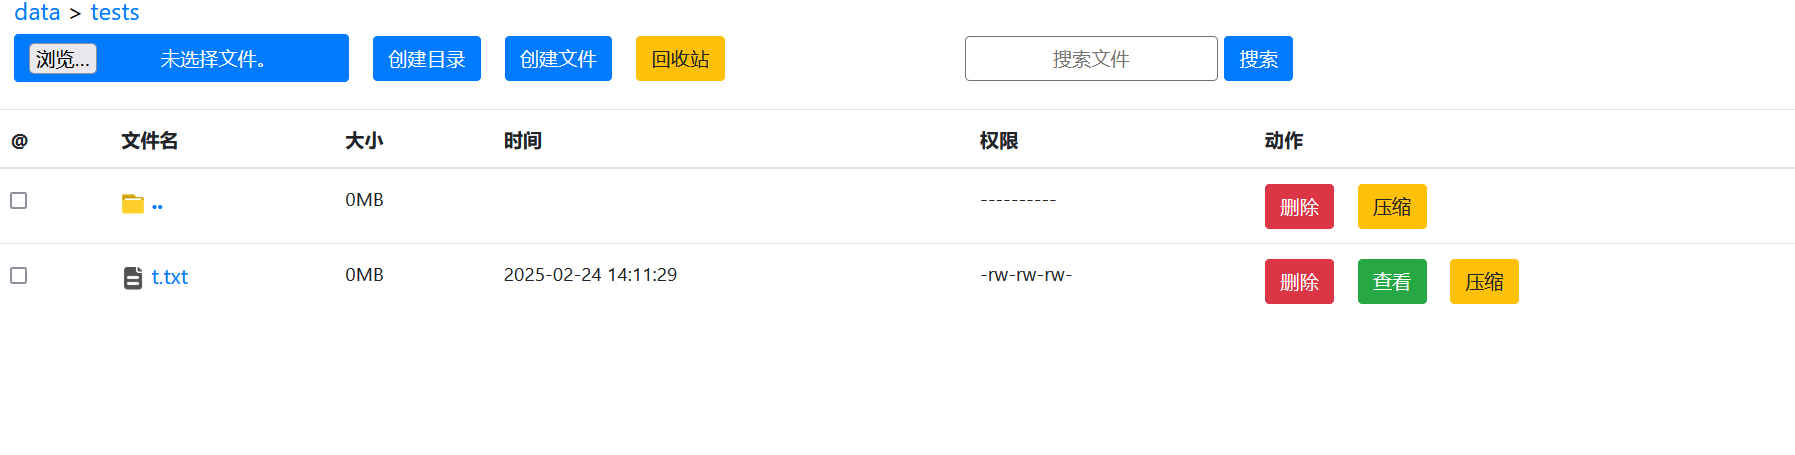 data > tests
浏览... 未选择文件。 创建目录 创建文件 回收站 搜索文件 搜索
@ 文件名 大小 时间 权限 动作
.. 0MB ---------- 删除 压缩
t.txt 0MB 2025-02-24 14:11:29 -rw-rw-rw- 删除 查看 压缩